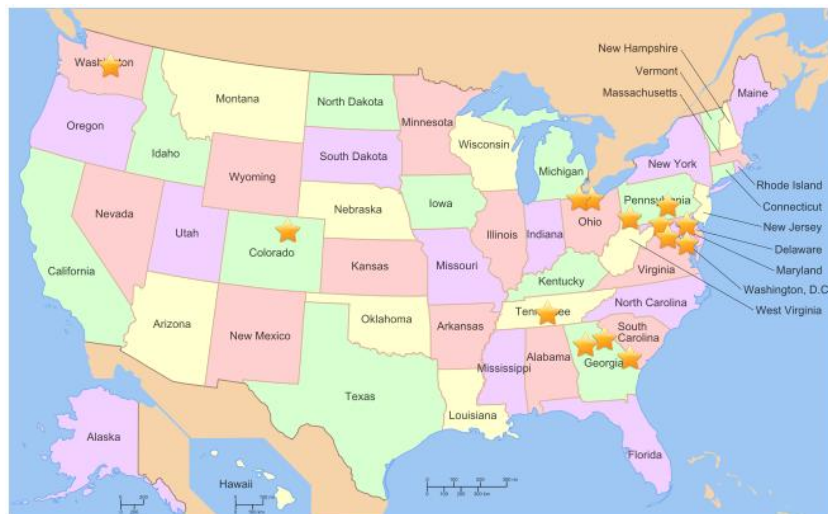 New Hampshire
Vermont
Massachusetts
Washington
Montana
North Dakota
Minnesota
Maine
Oregon
Idaho
Wyoming
South Dakota
Wisconsin
Michigan
New York
Rhode Island
Connecticut
New Jersey
Delaware
Maryland
Washington, D.C
West Virginia
Nevada
Utah
Colorado
Nebraska
Iowa
Illinois
Indiana
Ohio
Pennsylvania
California
Kansas
Missouri
Kentucky
Virginia
Arizona
New Mexico
Oklahoma
Arkansas
Tennessee
North Carolina
South
Carolina
Texas
Louisiana
Mississippi
Alabama
Georgia
Florida
Alaska
Hawaii